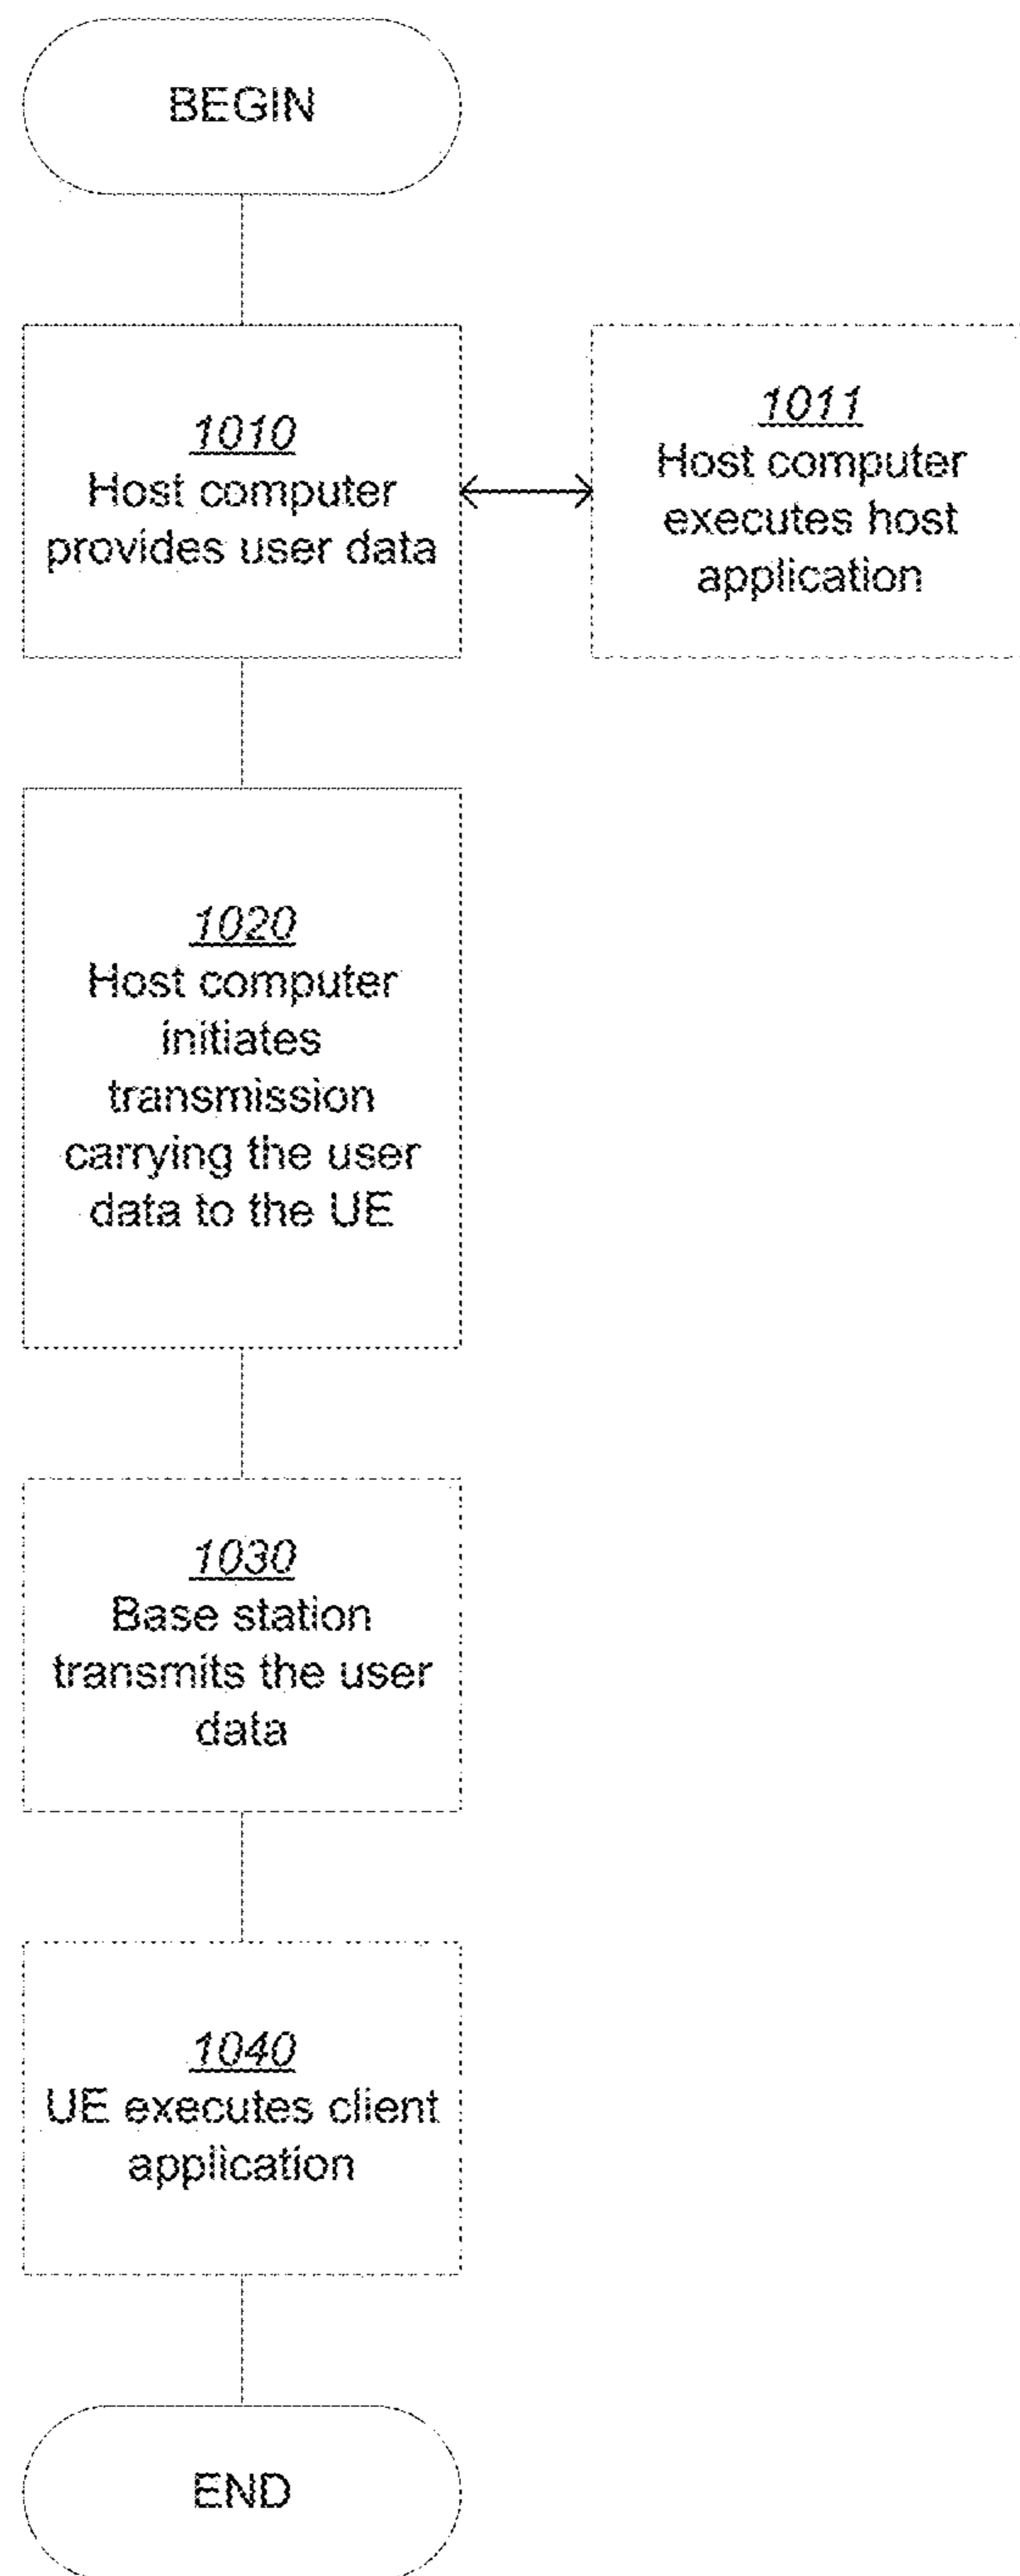 BEGIN
1010
Host computer
provides user data
1011
Host computer
executes host
application
1020
Host computer
initiates
transmission
carrying the user
data to the UE
1030
Base station
transmits the user
data
1040
UE executes client
application
END